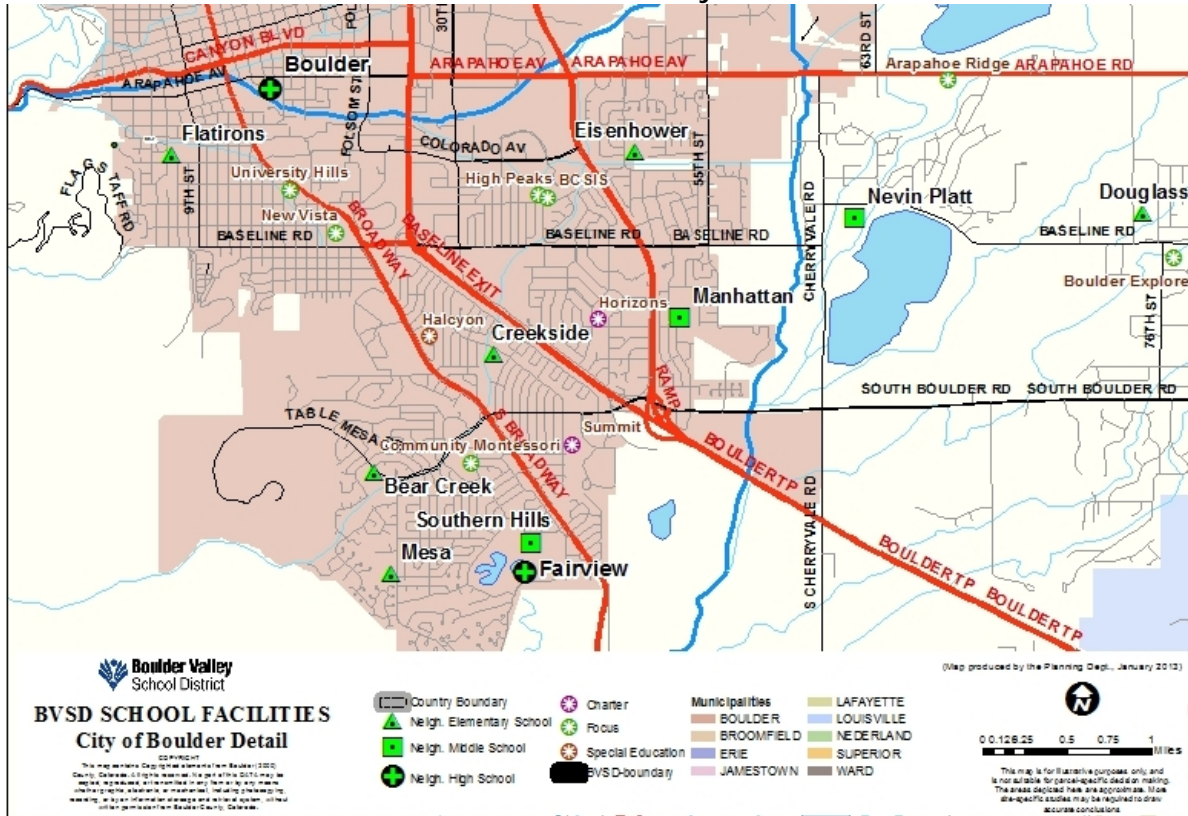 CANYON BLVD
30TH
63RD ST
Boulder
ARAPAHOE AV
ARAPAHOE AV
ARAPAHOE AV
Arapahoe Ridge
ARAPAHOE RD
FOLSOM ST
Flatirons
COLORADO AV
Eisenhower
55TH ST
FLAGSTAFF RD
9TH ST
University Hills
High Peaks
BCSIS
Nevin Platt
Douglass
New Vista
BASELINE RD
BROADWAY
BASELINE EXIT
BASELINE RD
BASELINE RD
CHERRYVALE RD
BASELINE RD
Boulder Explore
Halcyon
Creekside
Horizons
Manhattan
76TH ST
RAMP
SOUTH BOULDER RD
SOUTH BOULDER RD
TABLE MESA
Community Montessori
S BROADWAY
Summit
BOULDER TP
Bear Creek
Southern Hills
Mesa
Fairview
S CHERRYVALE RD
BOULDER TP
BOULDER TP
Boulder Valley
School District
BVSD SCHOOL FACILITIES
City of Boulder Detail
COPYRIGHT
Country Boundary
Neigh. Elementary School
Neigh. Middle School
Neigh. High School
Charter
Focus
Special Education
BVSD-boundary
Municipalities
BOULDER
BROOMFIELD
ERIE
JAMESTOWN
LAFAYETTE
LOUISVILLE
NEDERLAND
SUPERIOR
WARD
(Map produced by the Planning Dept., January 2013)
N
0.5 0.75 1
Miles
This map is for illustrative purposes only, and
is not suitable for parcel-specific decision making.
The areas depicted here are approximate. More
site-specific studies may be required to draw
accurate conclusions